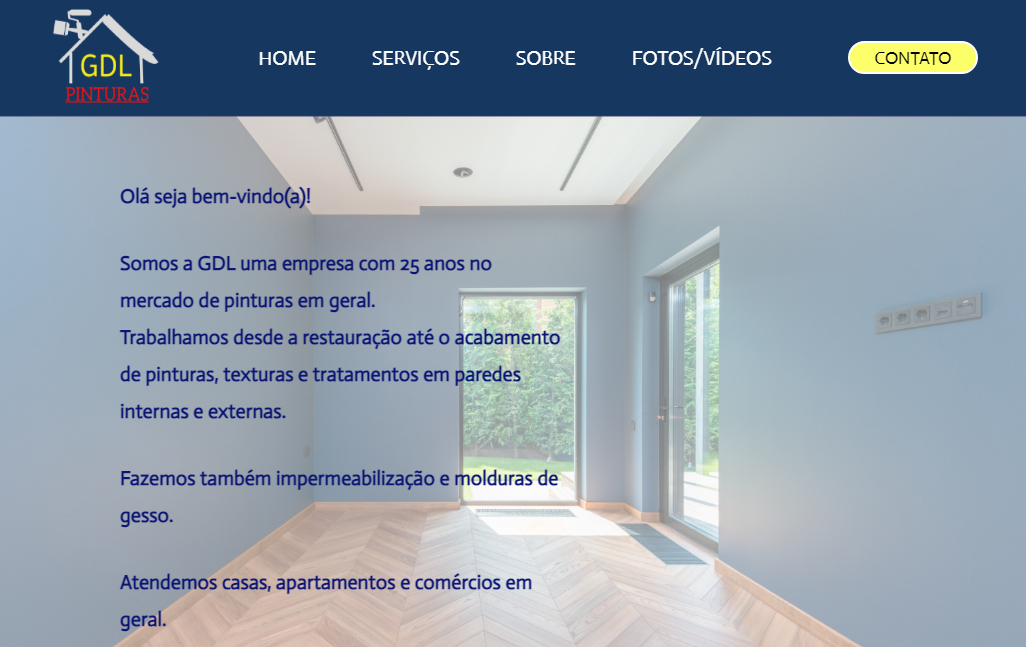 GDL
PINTURAS
HOME
SERVIÇOS
SOBRE
FOTOS/VÍDEOS
CONTATO
Olá seja bem-vindo(a)!
Somos a GDL uma empresa com 25 anos no
mercado de pinturas em geral.
Trabalhamos desde a restauração até o acabamento
de pinturas, texturas e tratamentos em paredes
internas e externas.
Fazemos também impermeabilização e molduras de
gesso.
Atendemos casas, apartamentos e comércios em
geral.